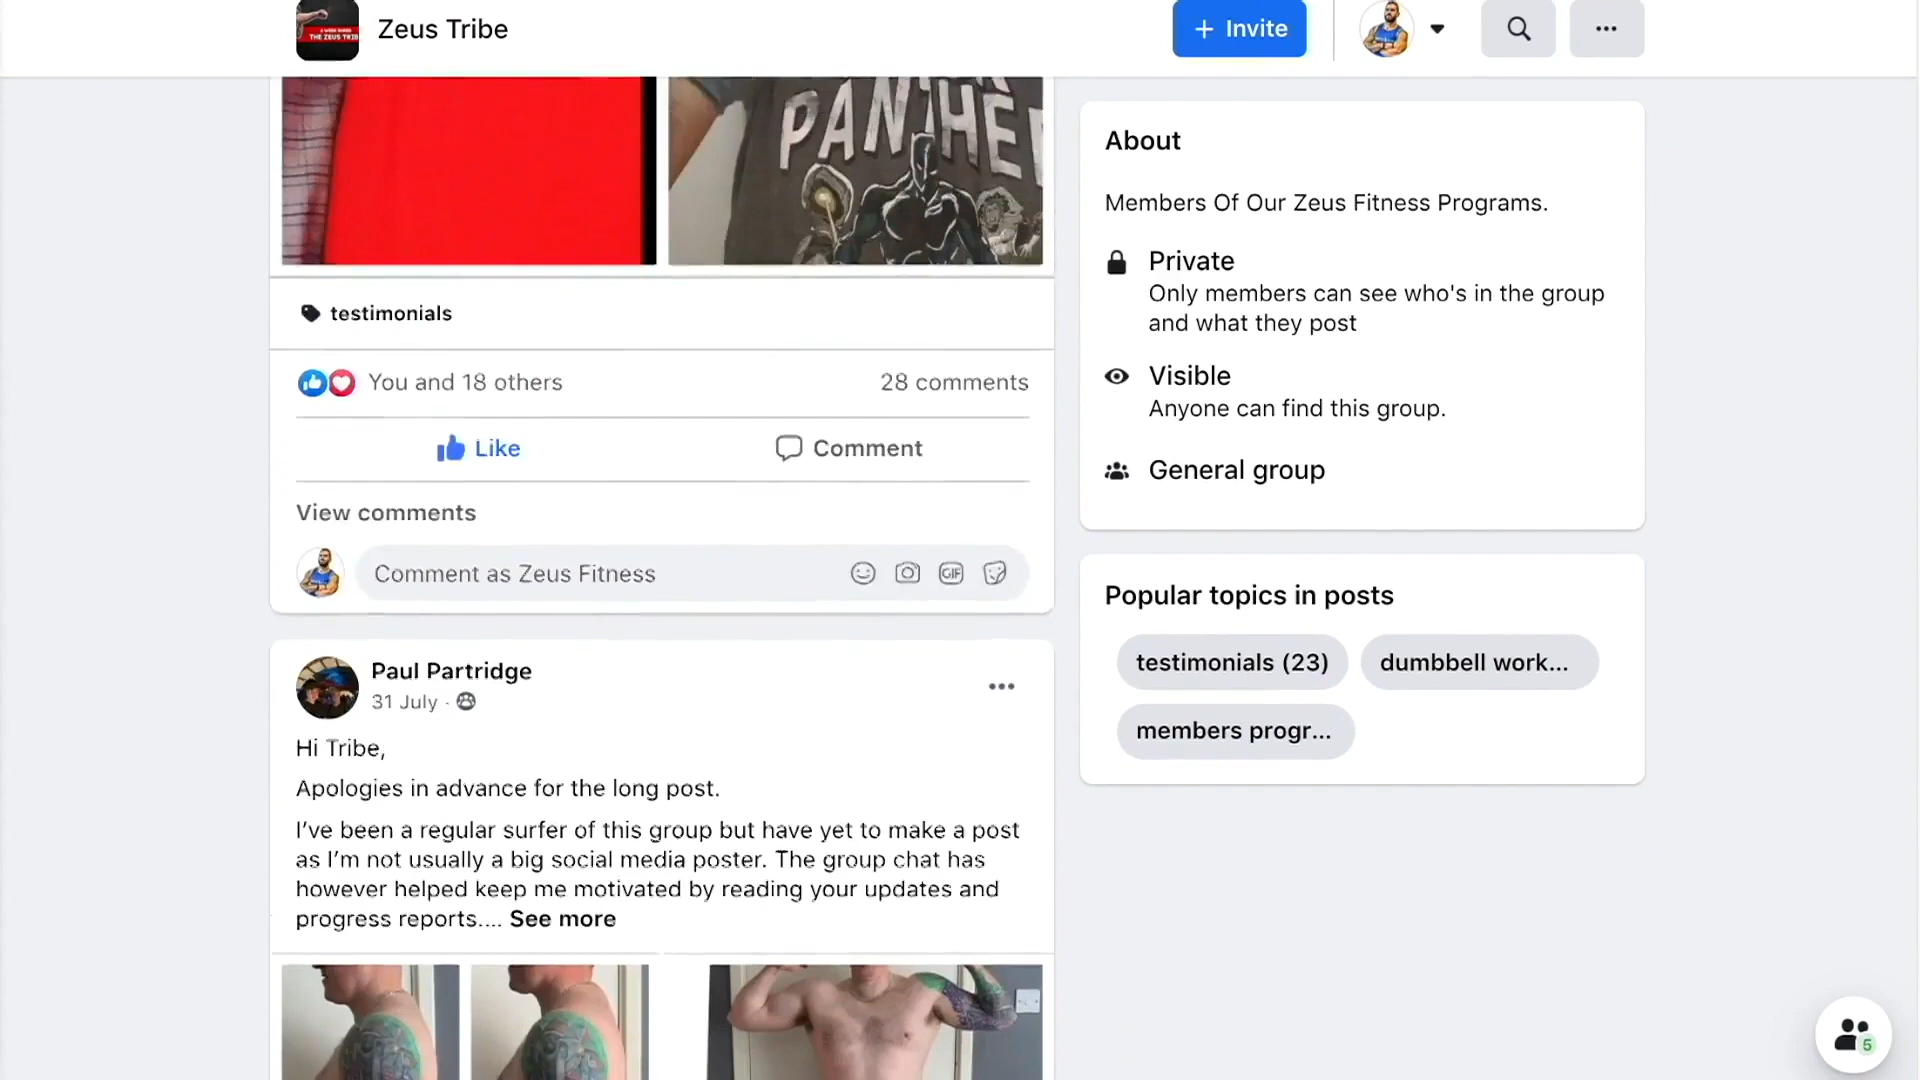 THE ZEUS TRIBE
Zeus Tribe
+ Invite
PANTHE
testimonials
You and 18 others
28 comments
Like
Comment
View comments
Comment as Zeus Fitness
GIF
Paul Partridge
31 July ·
Hi Tribe,
Apologies in advance for the long post.
I've been a regular surfer of this group but have yet to make a post
as I'm not usually a big social media poster. The group chat has
however helped keep me motivated by reading your updates and
progress reports.... See more
About
Members Of Our Zeus Fitness Programs.
Private
Only members can see who's in the group
and what they post
Visible
Anyone can find this group.
General group
Popular topics in posts
testimonials (23)
dumbbell work...
members progr...
5